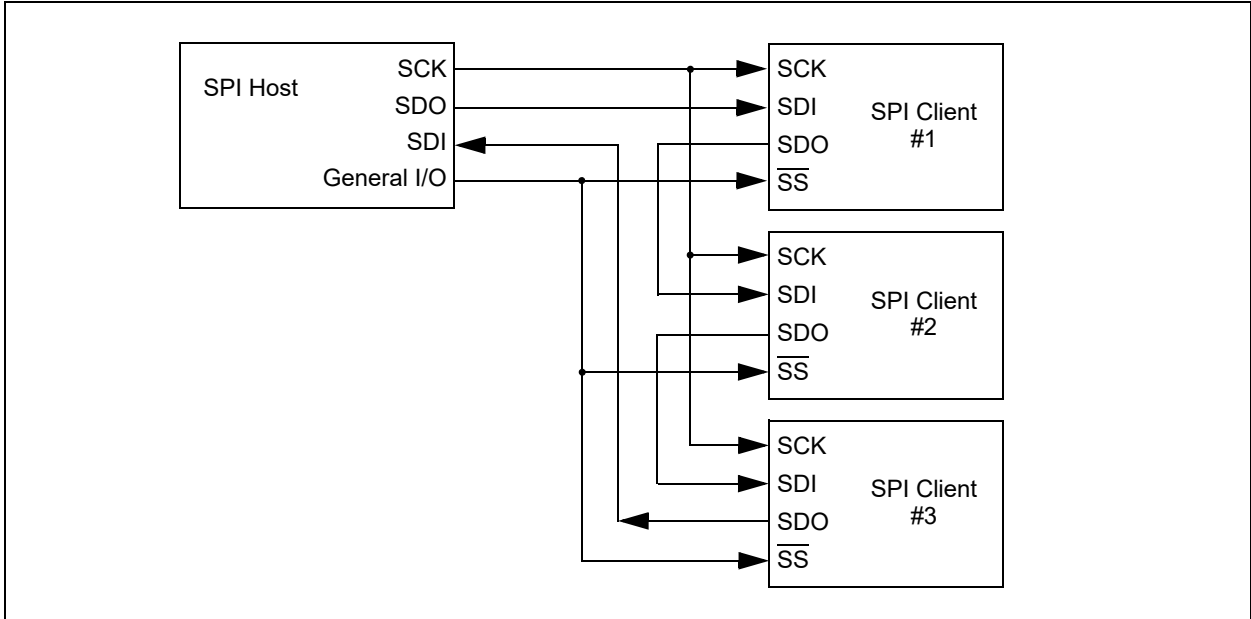 SPI Host
SCK
SDO
SDI
General I/O
SCK
SDI
SDO
SS
SPI Client
#1
SCK
SDI
SDO
SS
SPI Client
#2
SCK
SDI
SDO
SS
SPI Client
#3